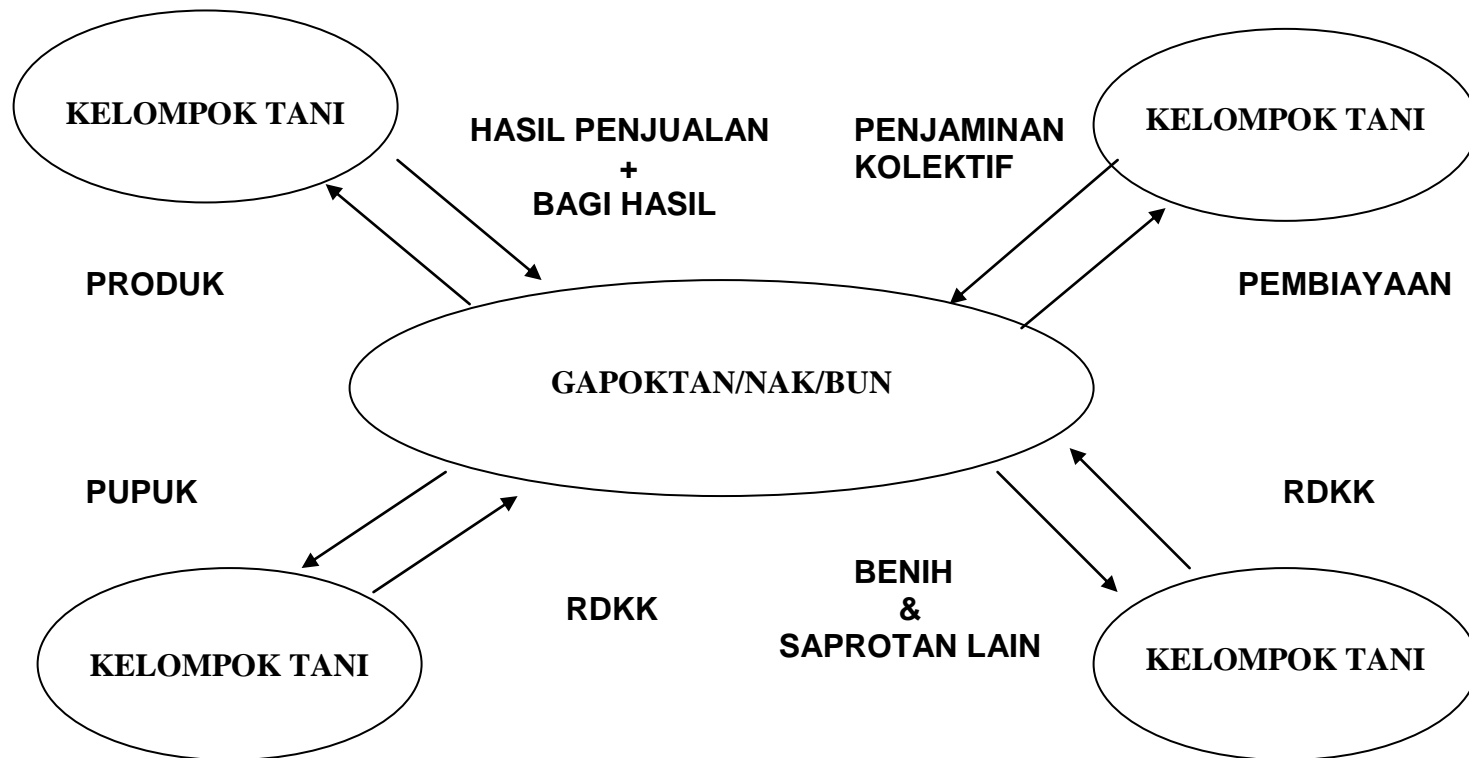 KELOMPOK TANI
KELOMPOK TANI
HASIL PENJUALAN
+
BAGI HASIL
PENJAMINAN
KOLEKTIF
PRODUK
PEMBIAYAAN
GAPOKTAN/NAK/BUN
PUPUK
RDKK
RDKK
BENIH
&
SAPROTAN LAIN
KELOMPOK TANI
KELOMPOK TANI